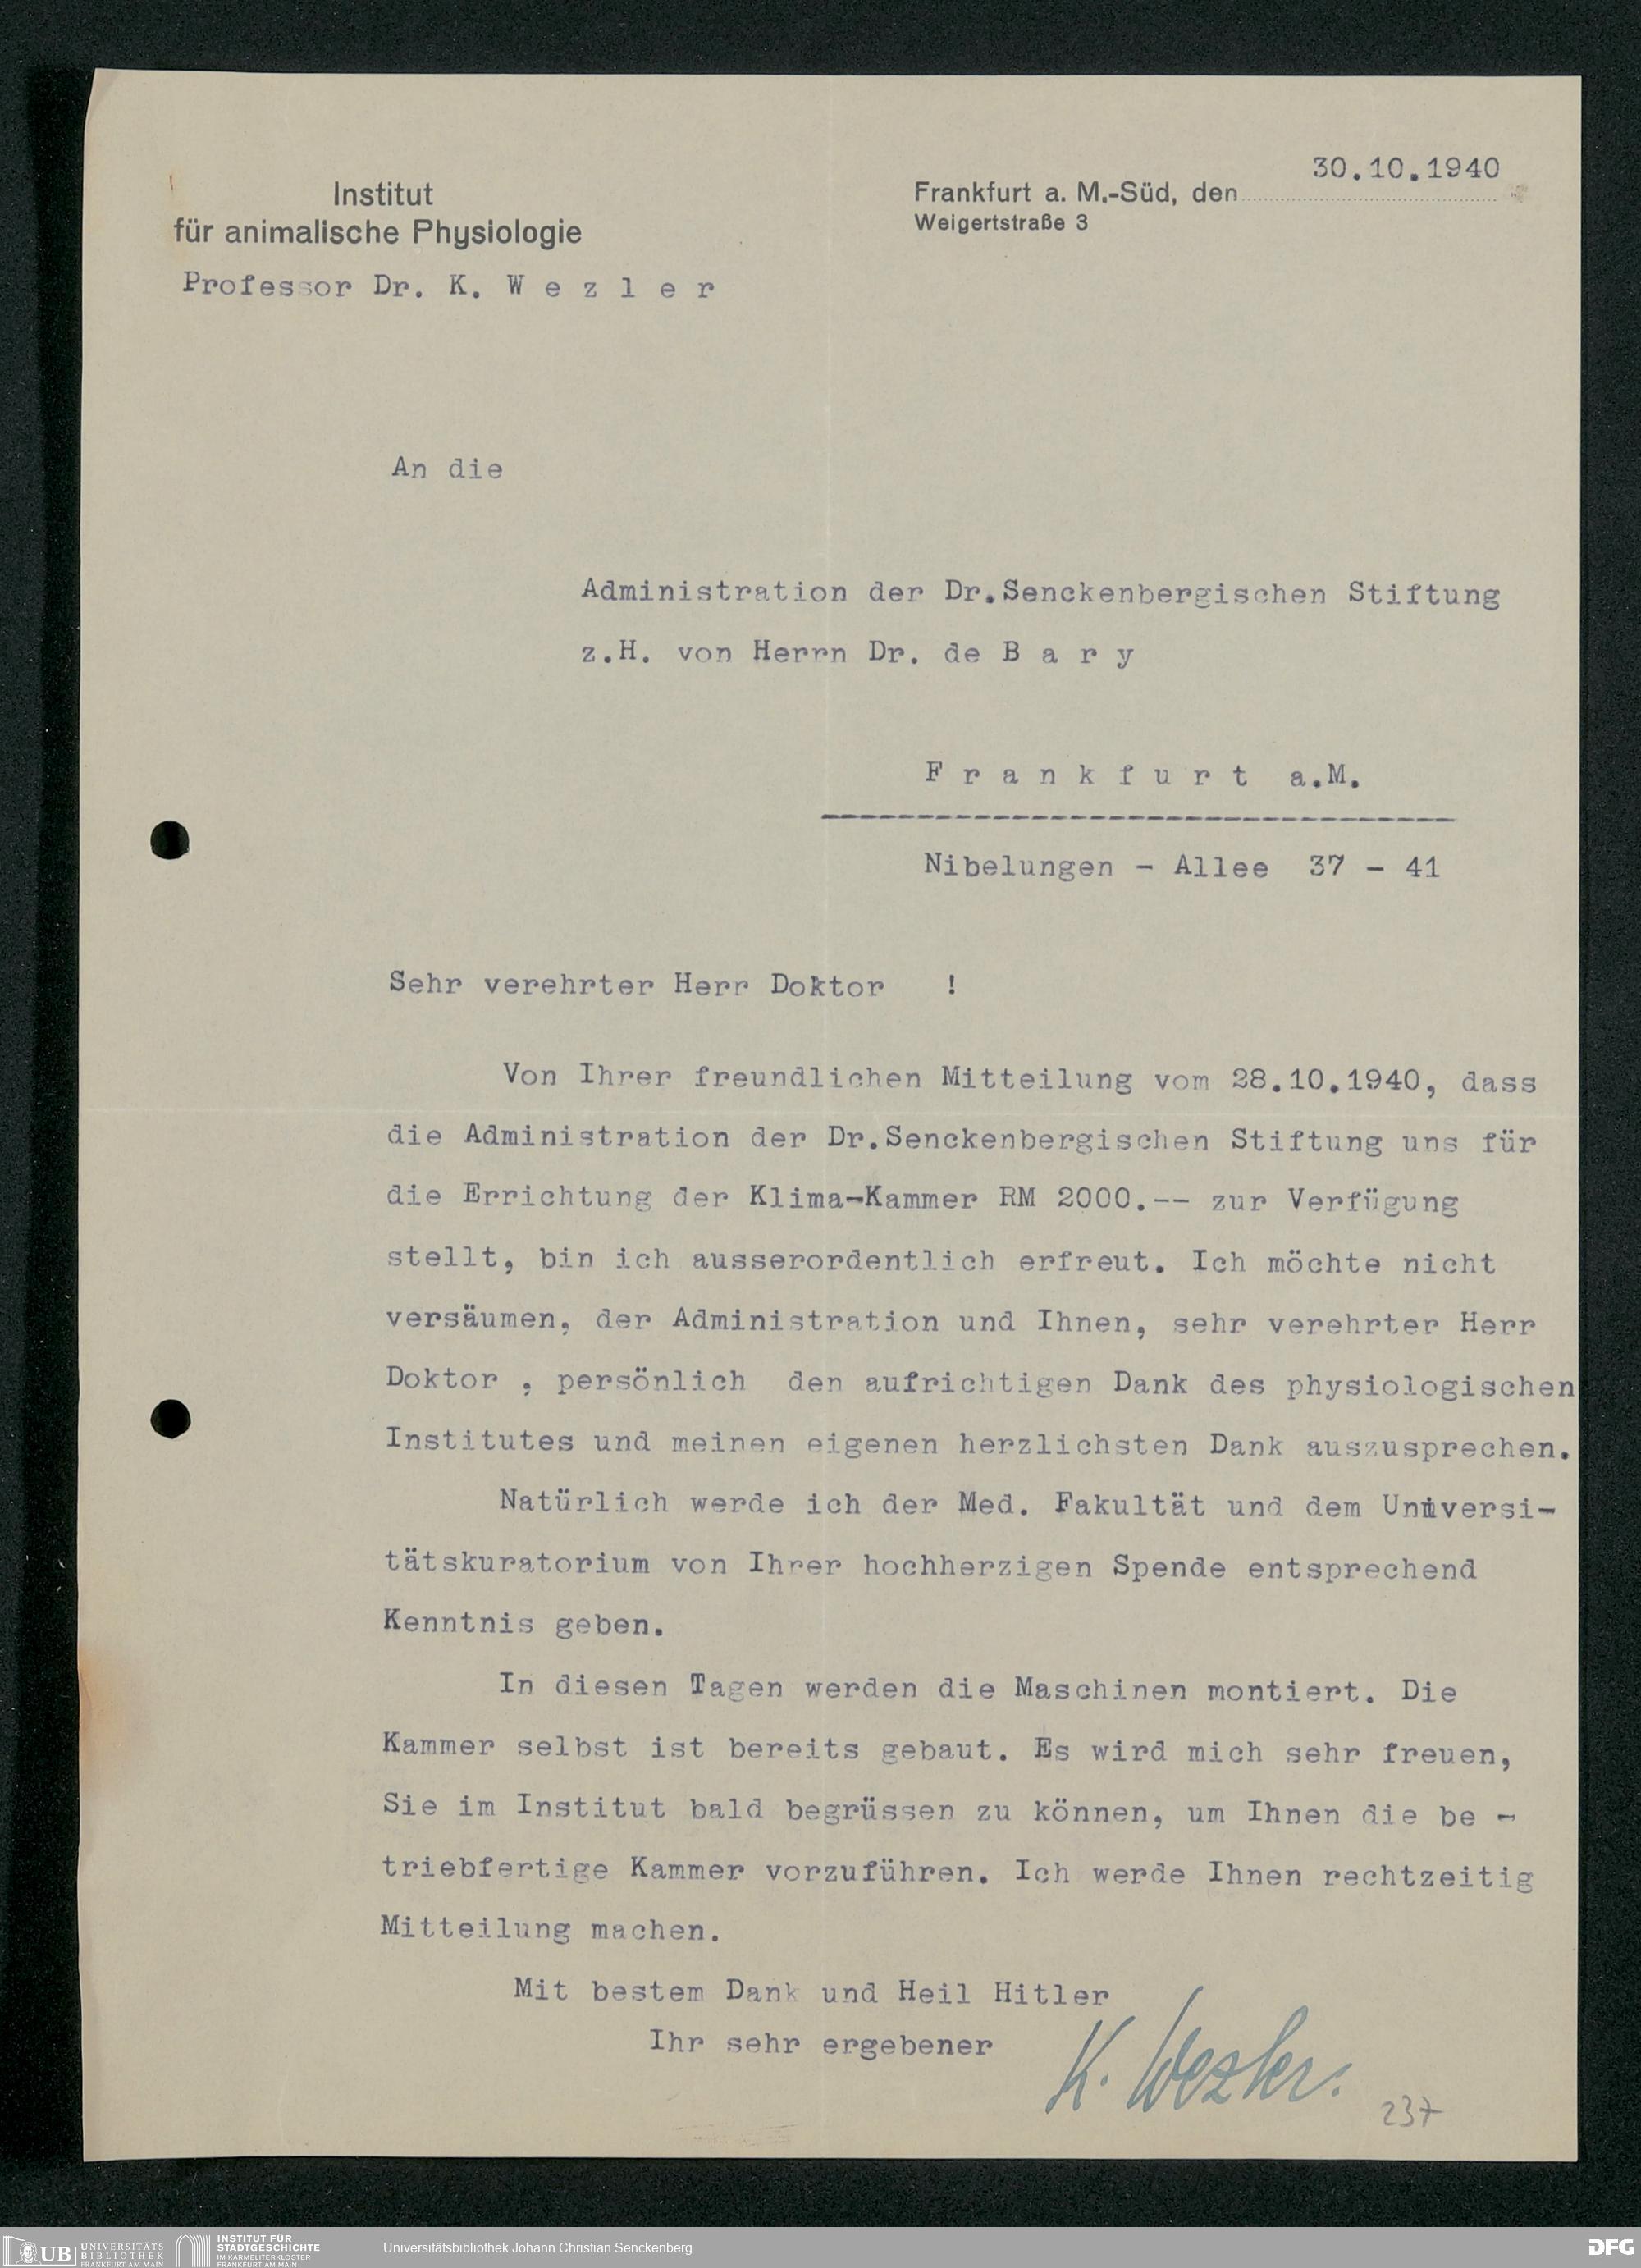 30.10.1940
Institut
für animalische Physiologie
Professor Dr. K. W e z l e r
Frankfurt a. M.-Süd, den
Weigertstraße 3
An die
Administration der Dr.Senckenbergischen Stiftung
z.H. von Herrn Dr. de B a r y
F r a n k f u r t a.M.
Nibelungen - Allee 37 - 41
Sehr verehrter Herr Doktor !
Von Ihrer freundlichen Mitteilung vom 28.10.1940, dass
die Administration der Dr.Senckenbergischen Stiftung uns für
die Errichtung der Klima-Kammer RM 2000.-- zur Verfügung
stellt, bin ich ausserordentlich erfreut. Ich möchte nicht
versäumen, der Administration und Ihnen, sehr verehrter Herr
Doktor , persönlich den aufrichtigen Dank des physiologischen
Institutes und meinen eigenen herzlichsten Dank auszusprechen.
Natürlich werde ich der Med. Fakultät und dem Universi-
tätskuratorium von Ihrer hochherzigen Spende entsprechend
Kenntnis geben.
In diesen Tagen werden die Maschinen montiert. Die
Kammer selbst ist bereits gebaut. Es wird mich sehr freuen,
Sie im Institut bald begrüssen zu können, um Ihnen die be -
triebfertige Kammer vorzuführen. Ich werde Ihnen rechtzeitig
Mitteilung machen.
Mit bestem Dank und Heil Hitler
Ihr sehr ergebener
K. Wezler.
237
UB UNIVERSITÄTS
BIBLIOTHEK
FRANKFURT AM MAIN
INSTITUT FÜR
STADTGESCHICHTE
IM KARMELITERKLOSTER
FRANKFURT AM MAIN
Universitätsbibliothek Johann Christian Senckenberg
DFG